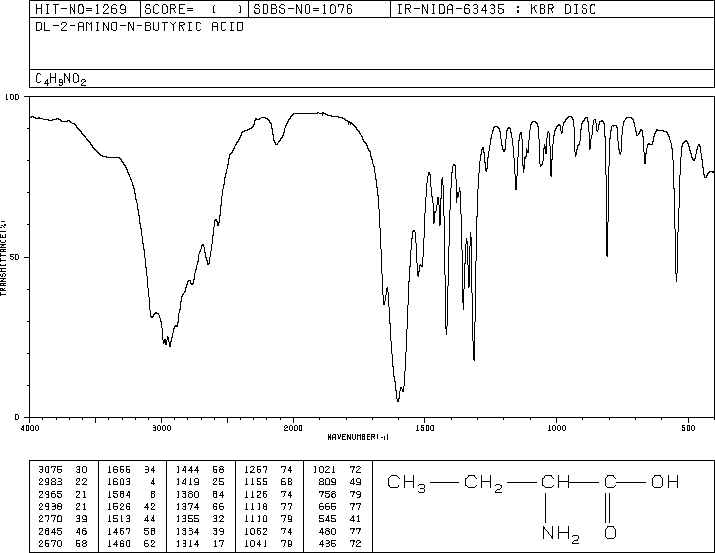 HIT-NO=1269 SCORE= ( ) SDBS-NO=1076 IR-NIDA-63435 : KBR DISC
DL-2-AMINO-N-BUTYRIC ACID
C4H9NO2
100
50
0
TRANSMITTANCE(%)
4000 3000 2000 1500 1000 500
WAVENUMBER(-1)
3075 30 1656 34 1444 58 1267 74 1021 72
2983 22 1603 4 1419 25 1155 68 809 49
2965 21 1584 8 1380 64 1126 74 758 79
2938 21 1526 42 1374 66 1118 77 665 77
2770 39 1513 44 1355 32 1110 79 545 41
2645 46 1467 58 1334 39 1062 74 480 77
2570 58 1460 62 1314 17 1041 79 435 72
CH3 CH2 CH C OH
NH2 O